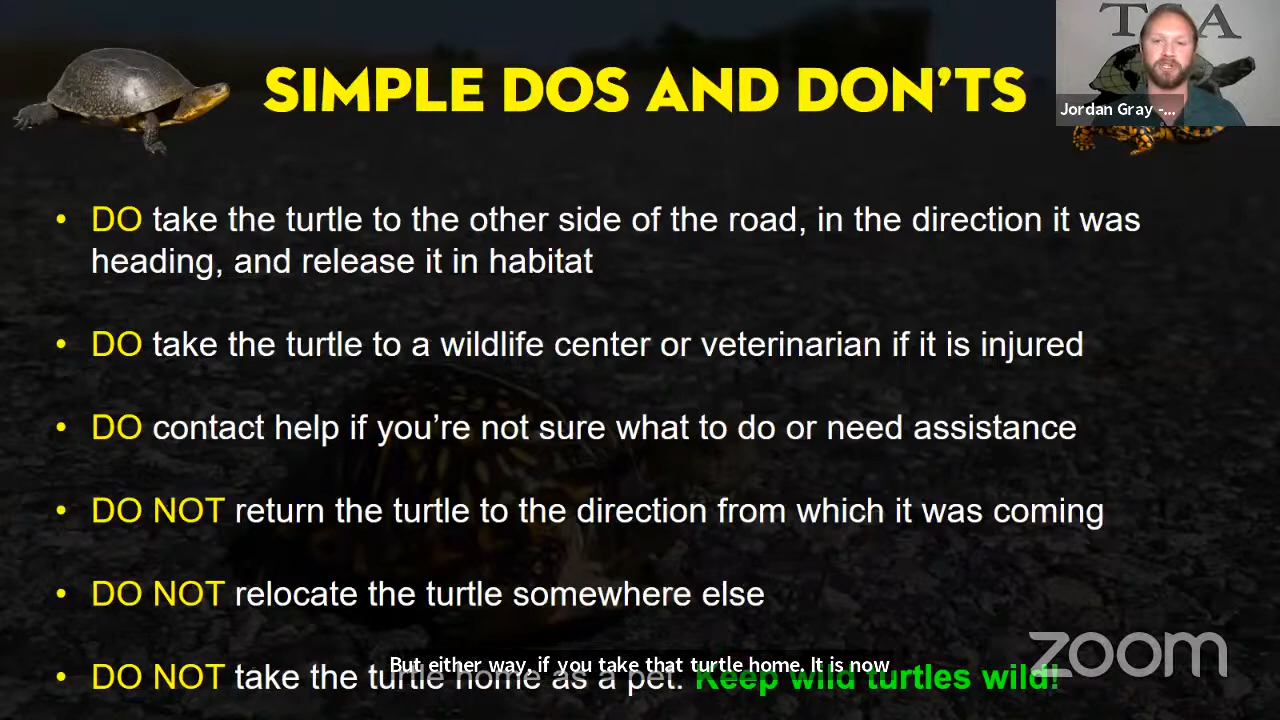 TSA
SIMPLE DOS AND DON'TS
Jordan Gray -...
• DO take the turtle to the other side of the road, in the direction it was
heading, and release it in habitat
• DO take the turtle to a wildlife center or veterinarian if it is injured
• DO contact help if you're not sure what to do or need assistance
• DO NOT return the turtle to the direction from which it was coming
• DO NOT relocate the turtle somewhere else
• DO NOT take the turtle home as a pet. Keep wild turtles wild!
But either way, if you take that turtle home. It is now
zoom